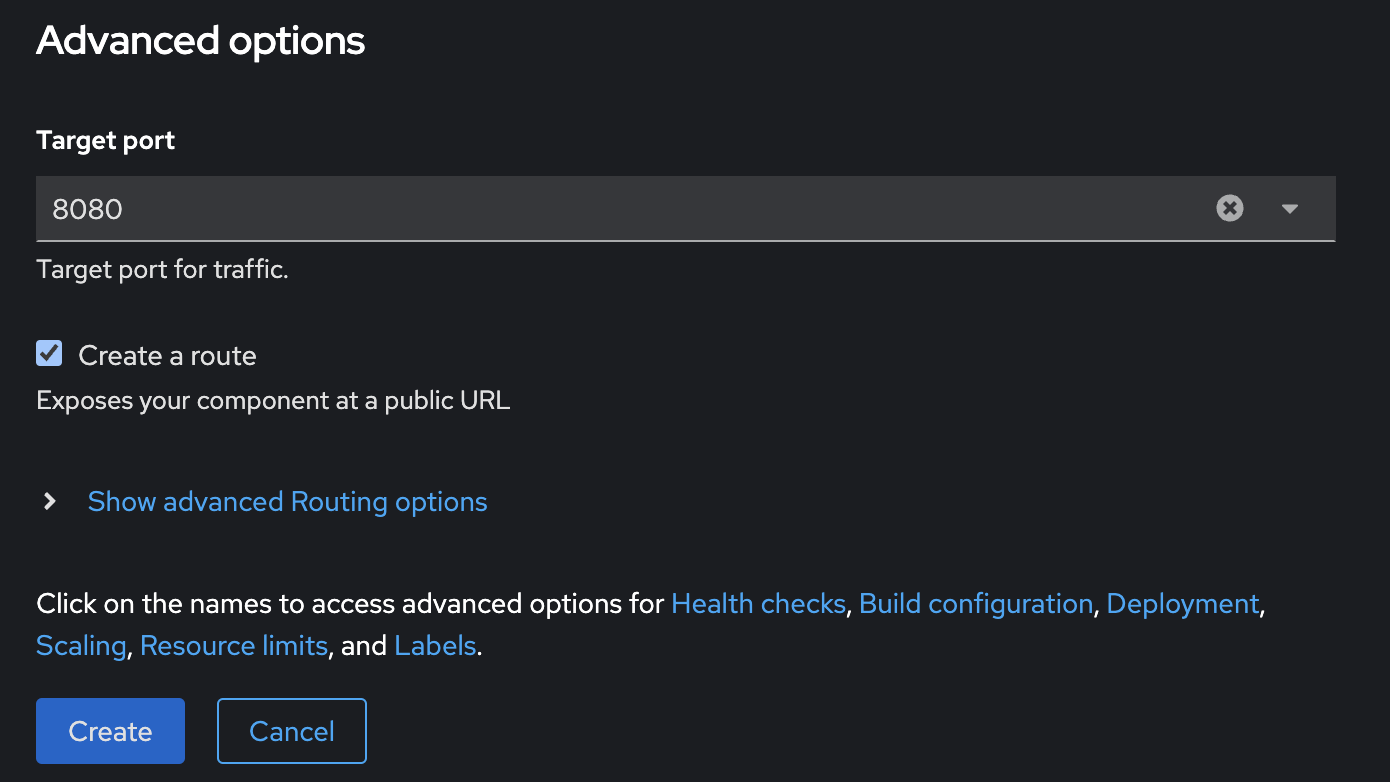 Advanced options
Target port
8080
Target port for traffic.
Create a route
Exposes your component at a public URL
Show advanced Routing options
Click on the names to access advanced options for Health checks, Build configuration, Deployment,
Scaling, Resource limits, and Labels.
Create
Cancel